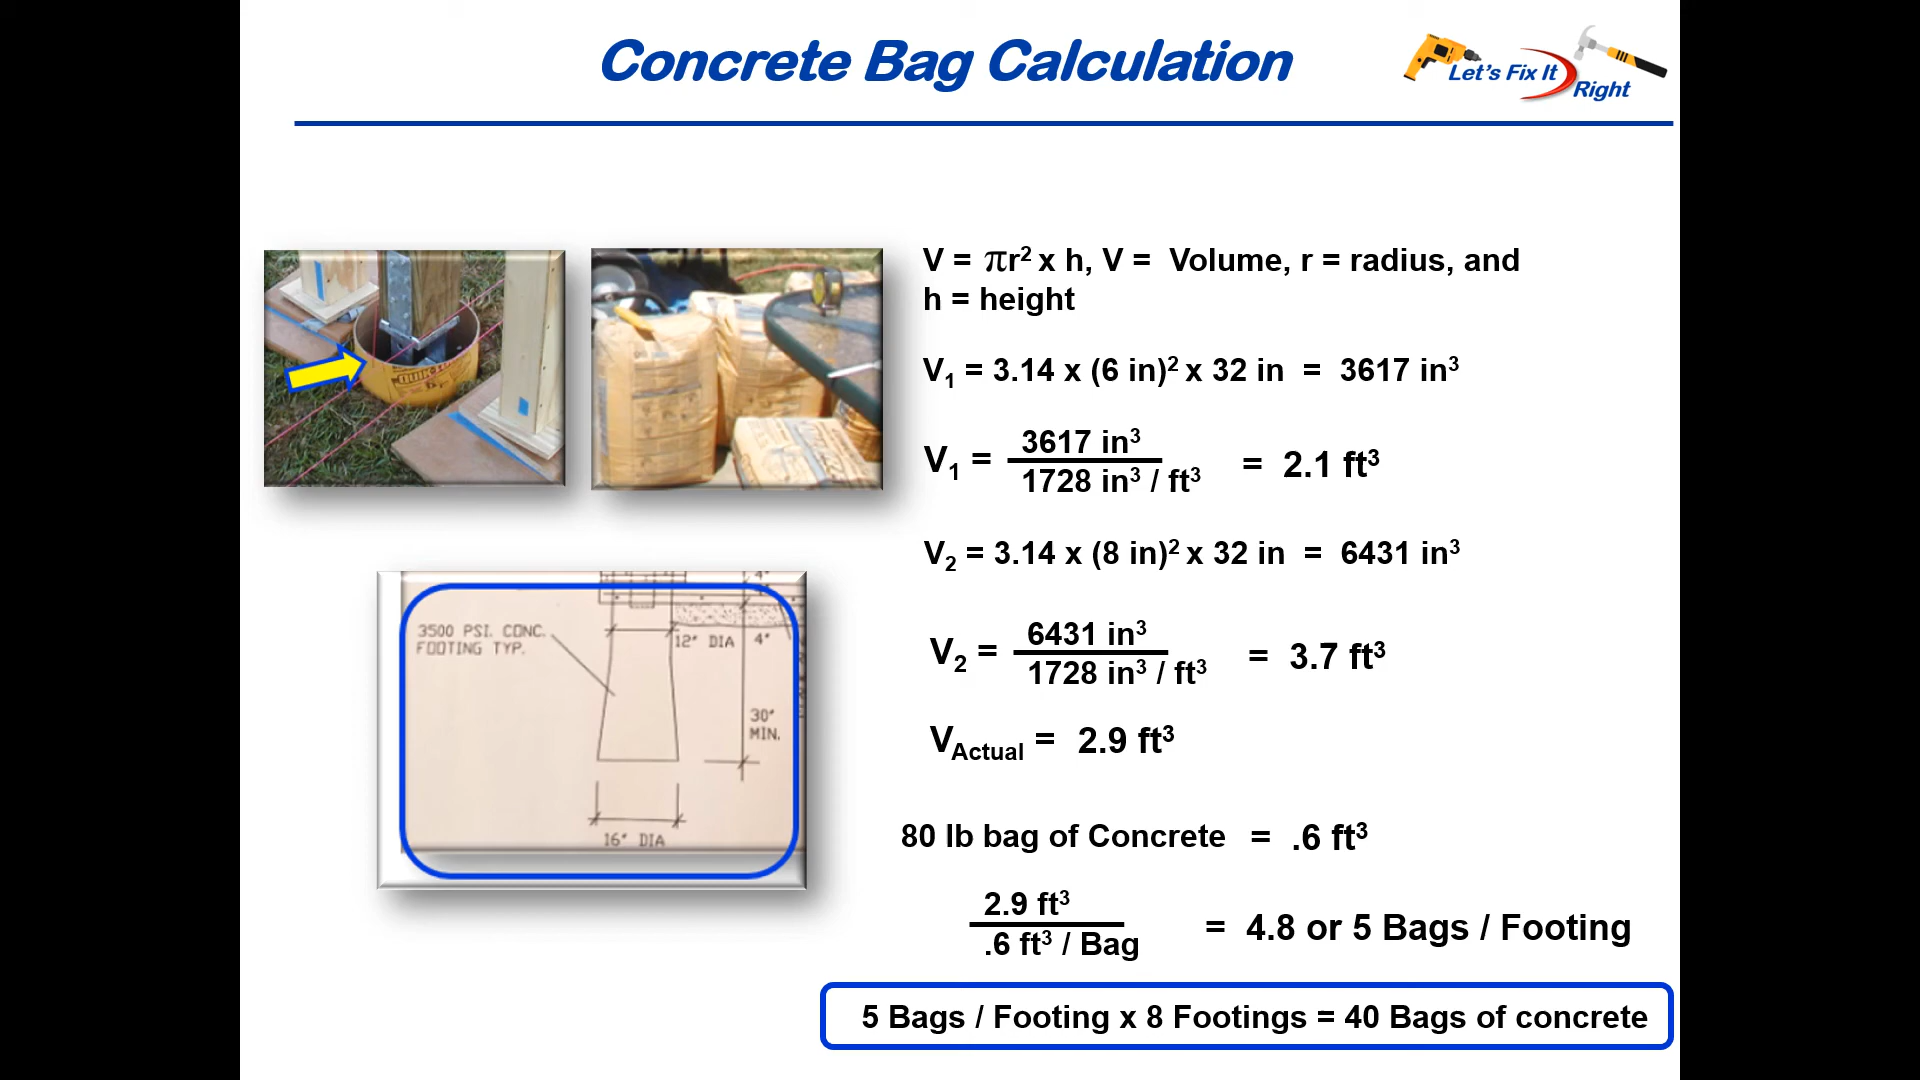 Concrete Bag Calculation
Let's Fix It
Right
V = πr² x h, V = Volume, r = radius, and
h = height
V₁ = 3.14 x (6 in)² x 32 in = 3617 in³
V₁ = 3617 in³ / 1728 in³ / ft³ = 2.1 ft³
V₂ = 3.14 x (8 in)² x 32 in = 6431 in³
V₂ = 6431 in³ / 1728 in³ / ft³ = 3.7 ft³
V_Actual = 2.9 ft³
80 lb bag of Concrete = .6 ft³
2.9 ft³ / .6 ft³ / Bag = 4.8 or 5 Bags / Footing
5 Bags / Footing x 8 Footings = 40 Bags of concrete
3500 PSI. CONC.
FOOTING TYP.
12" DIA
4"
4"
30"
MIN.
16" DIA